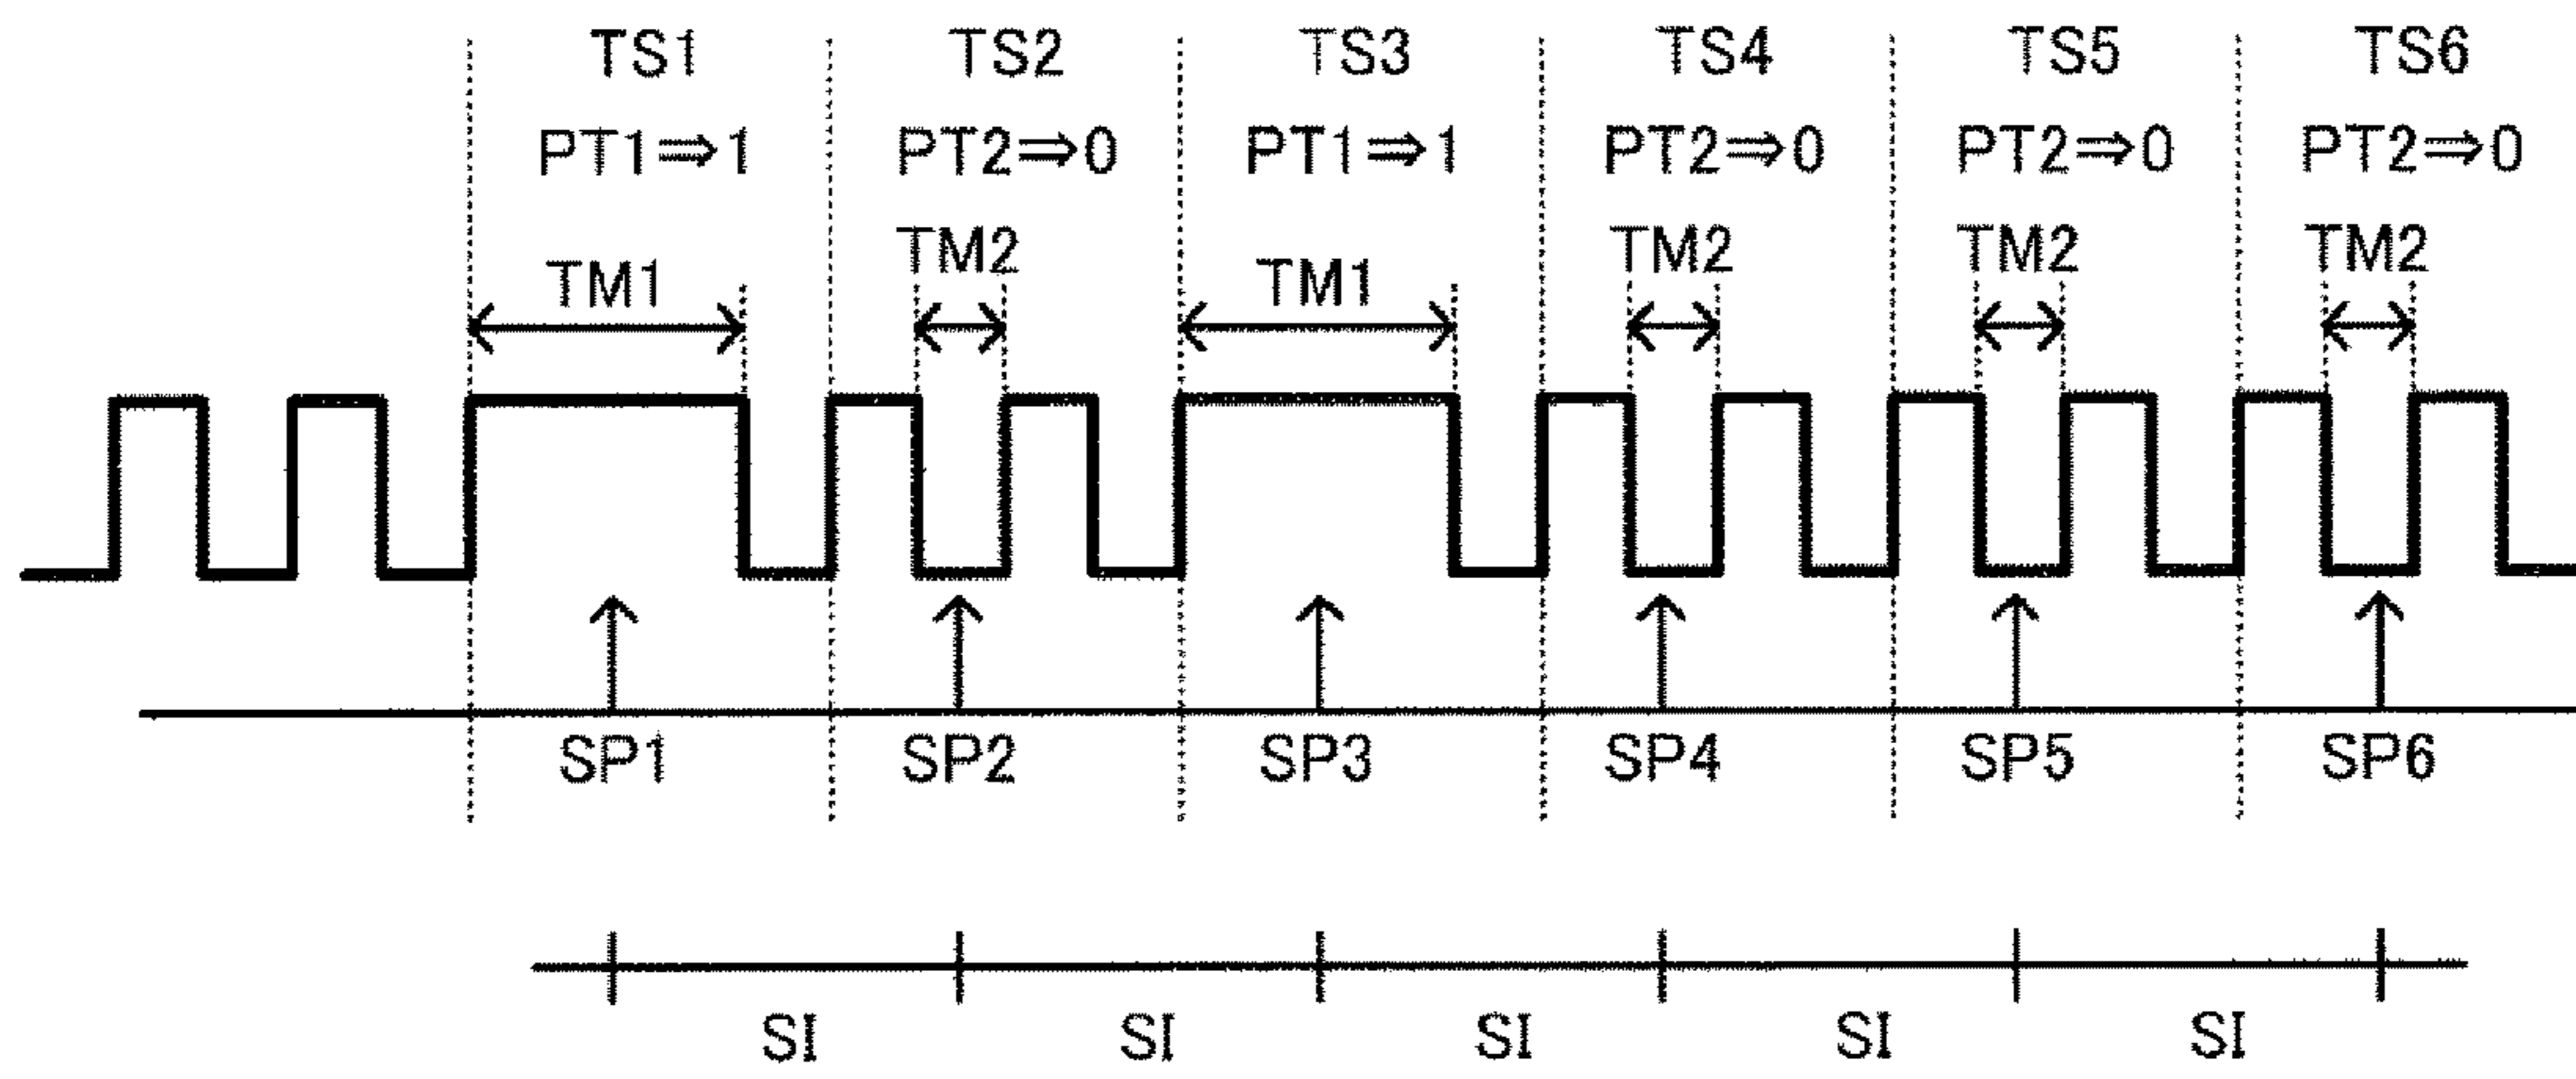 TS1 TS2 TS3 TS4 TS5 TS6
PT1⇒1 PT2⇒0 PT1⇒1 PT2⇒0 PT2⇒0 PT2⇒0
TM1 TM2 TM1 TM2 TM2 TM2
SP1 SP2 SP3 SP4 SP5 SP6
SI SI SI SI SI